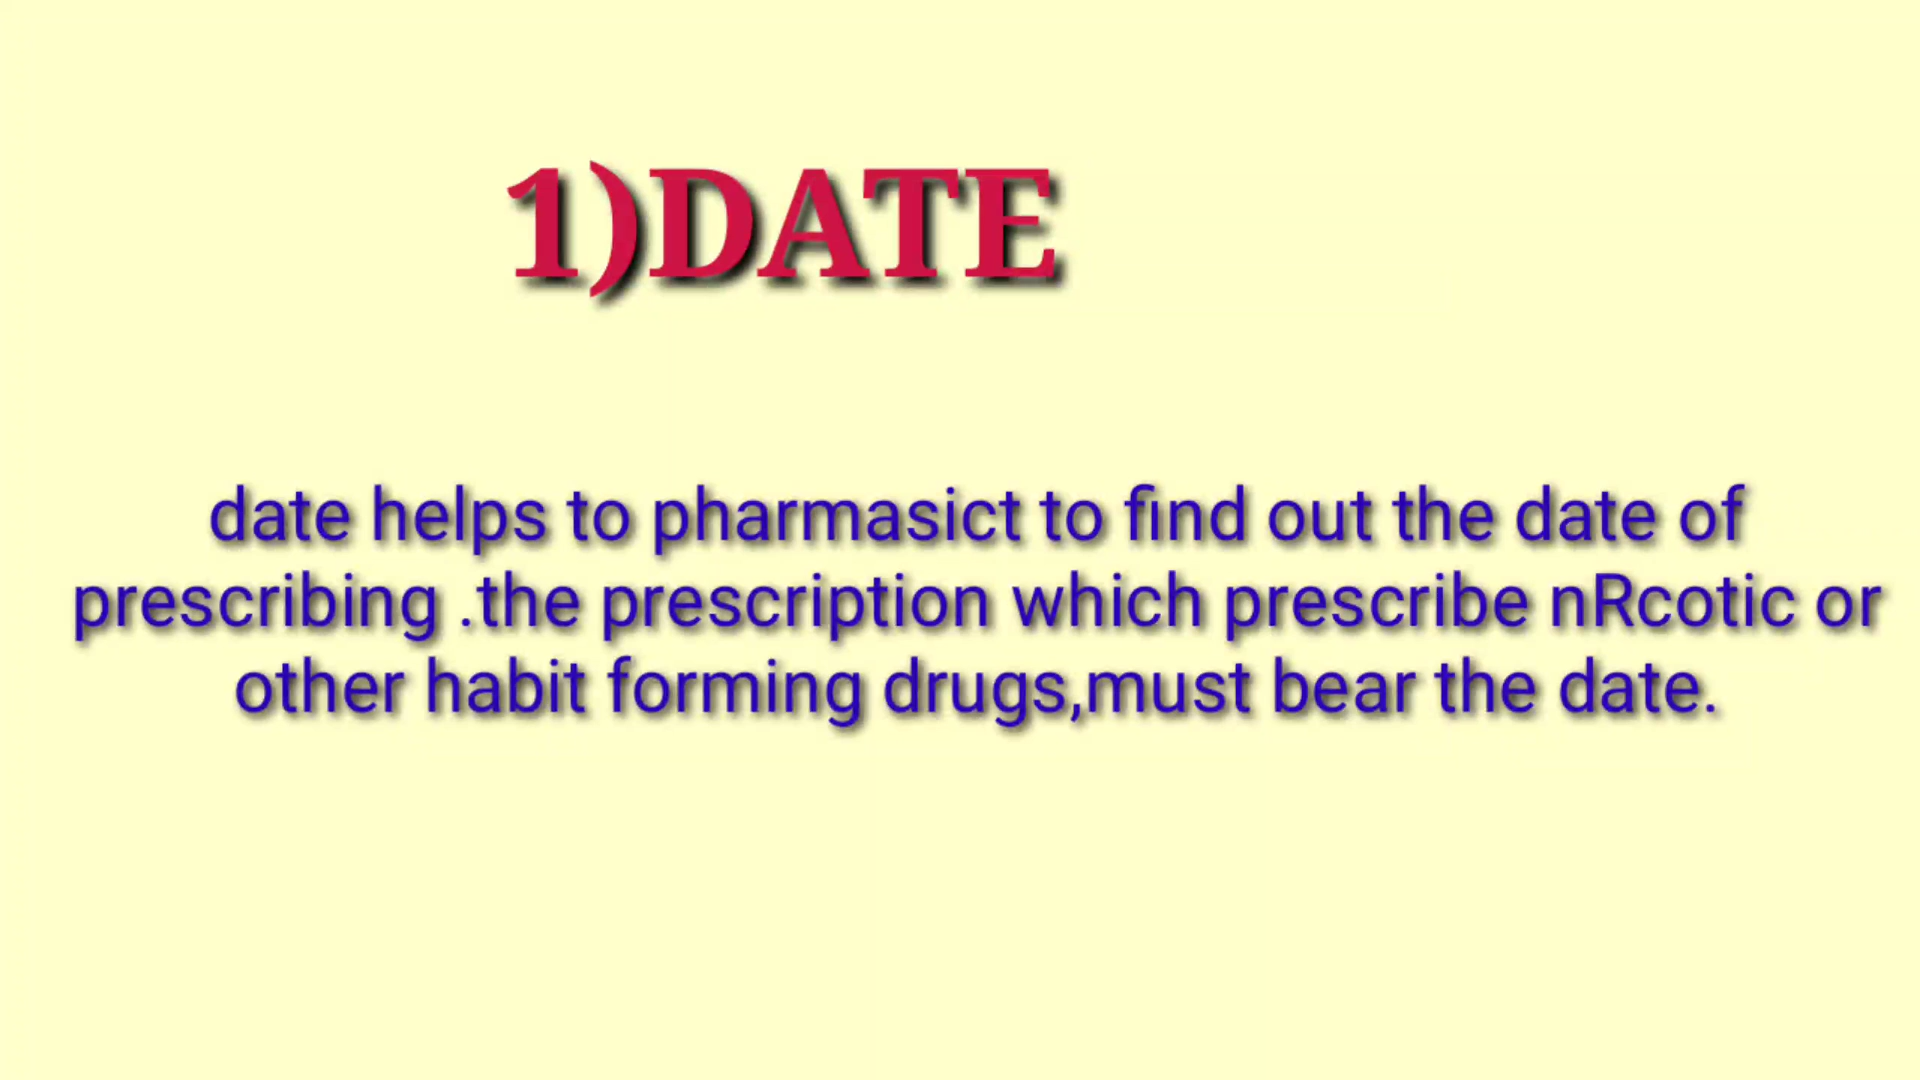 1)DATE
date helps to pharmasict to find out the date of
prescribing .the prescription which prescribe nRcotic or
other habit forming drugs,must bear the date.